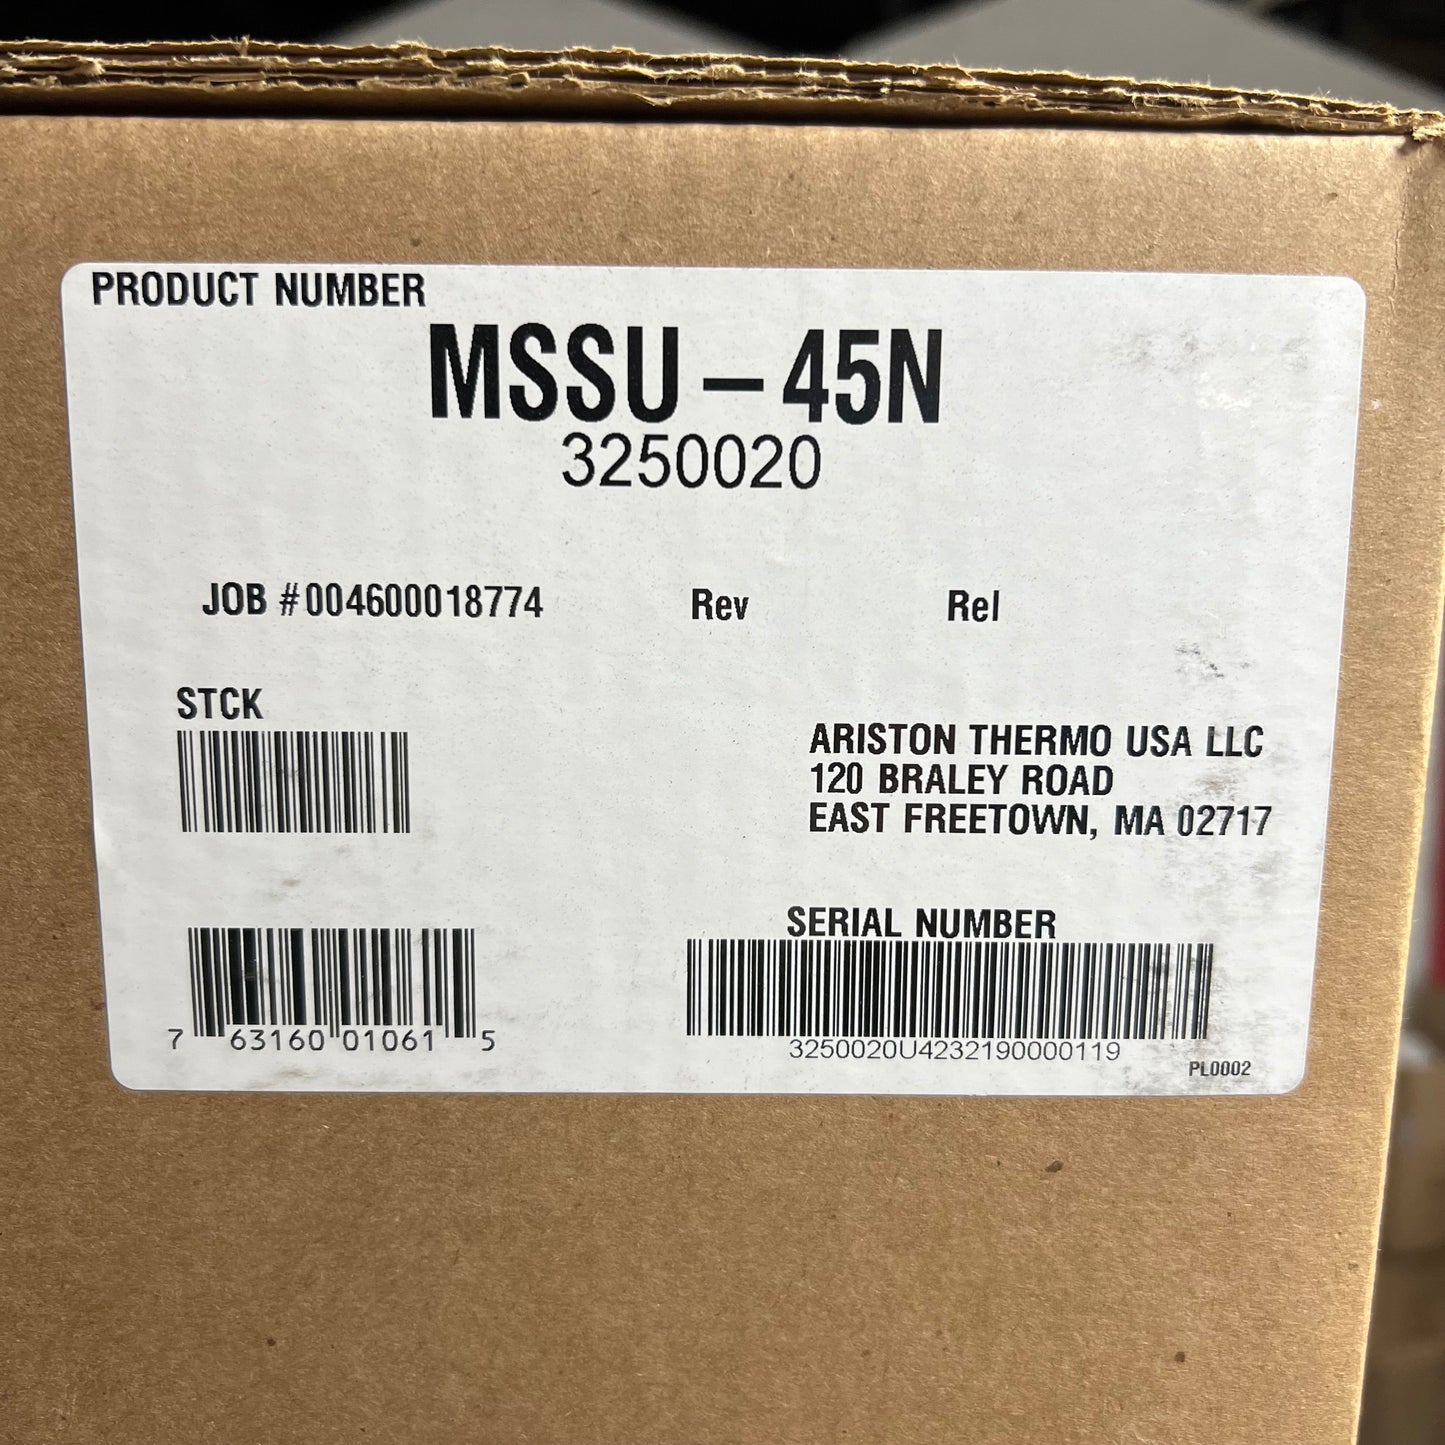 PRODUCT NUMBER
MSSU-45N
3250020
JOB #004600018774 Rev Rel
STCK
ARISTON THERMO USA LLC
120 BRALEY ROAD
EAST FREETOWN, MA 02717
SERIAL NUMBER
7 63160 01061 5
3250020U4232190000119
PL0002